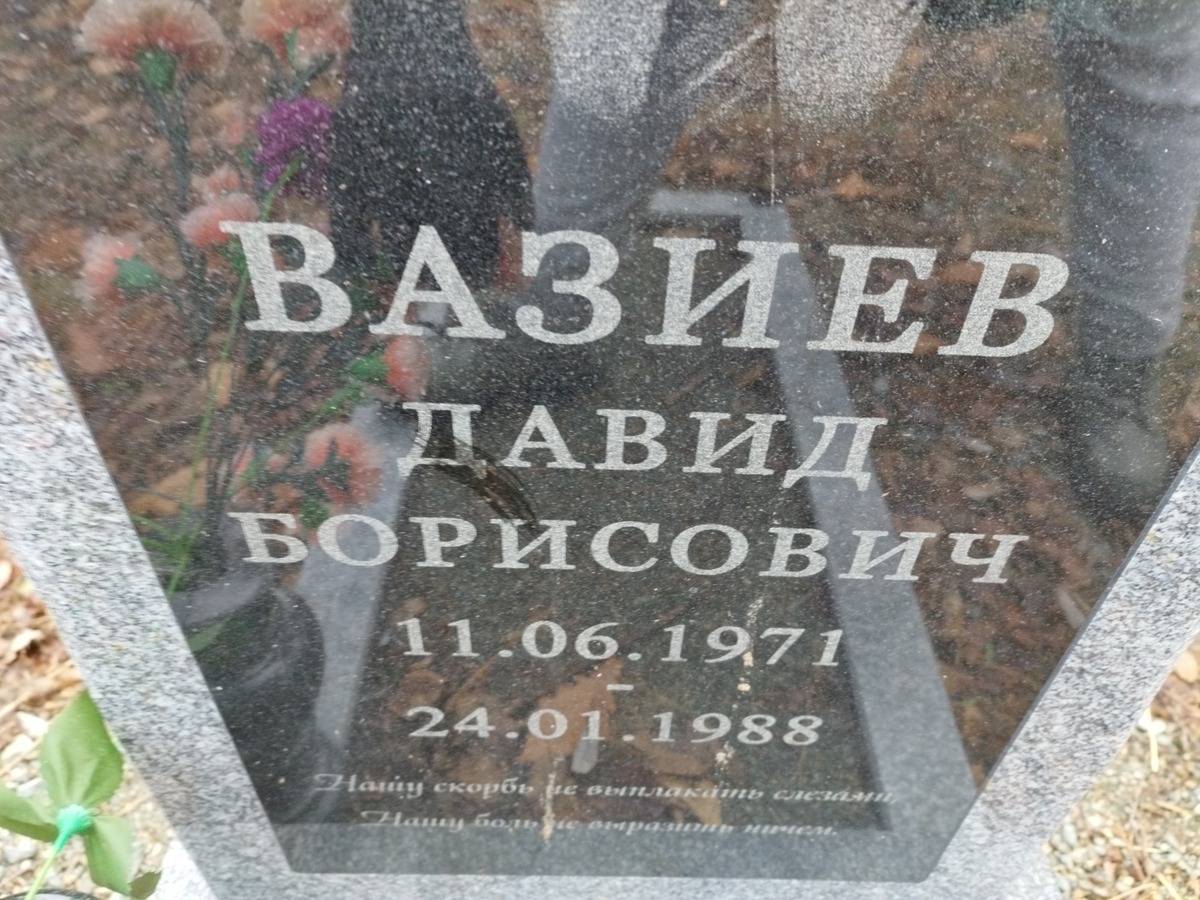 ВАЗИЕВ
ДАВИД
БОРИСОВИЧ
11.06.1971
–
24.01.1988
Нашу скорбь не выплакать слезами,
Нашу боль не выразить ничем.